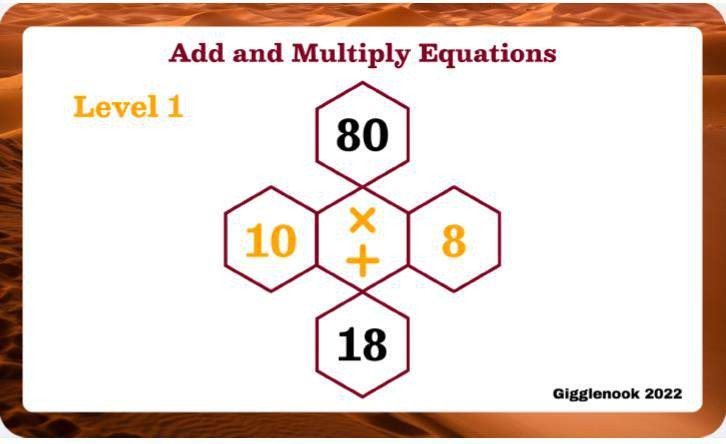 Add and Multiply Equations
Level 1
80
10 × 8
+
18
Gigglenook 2022